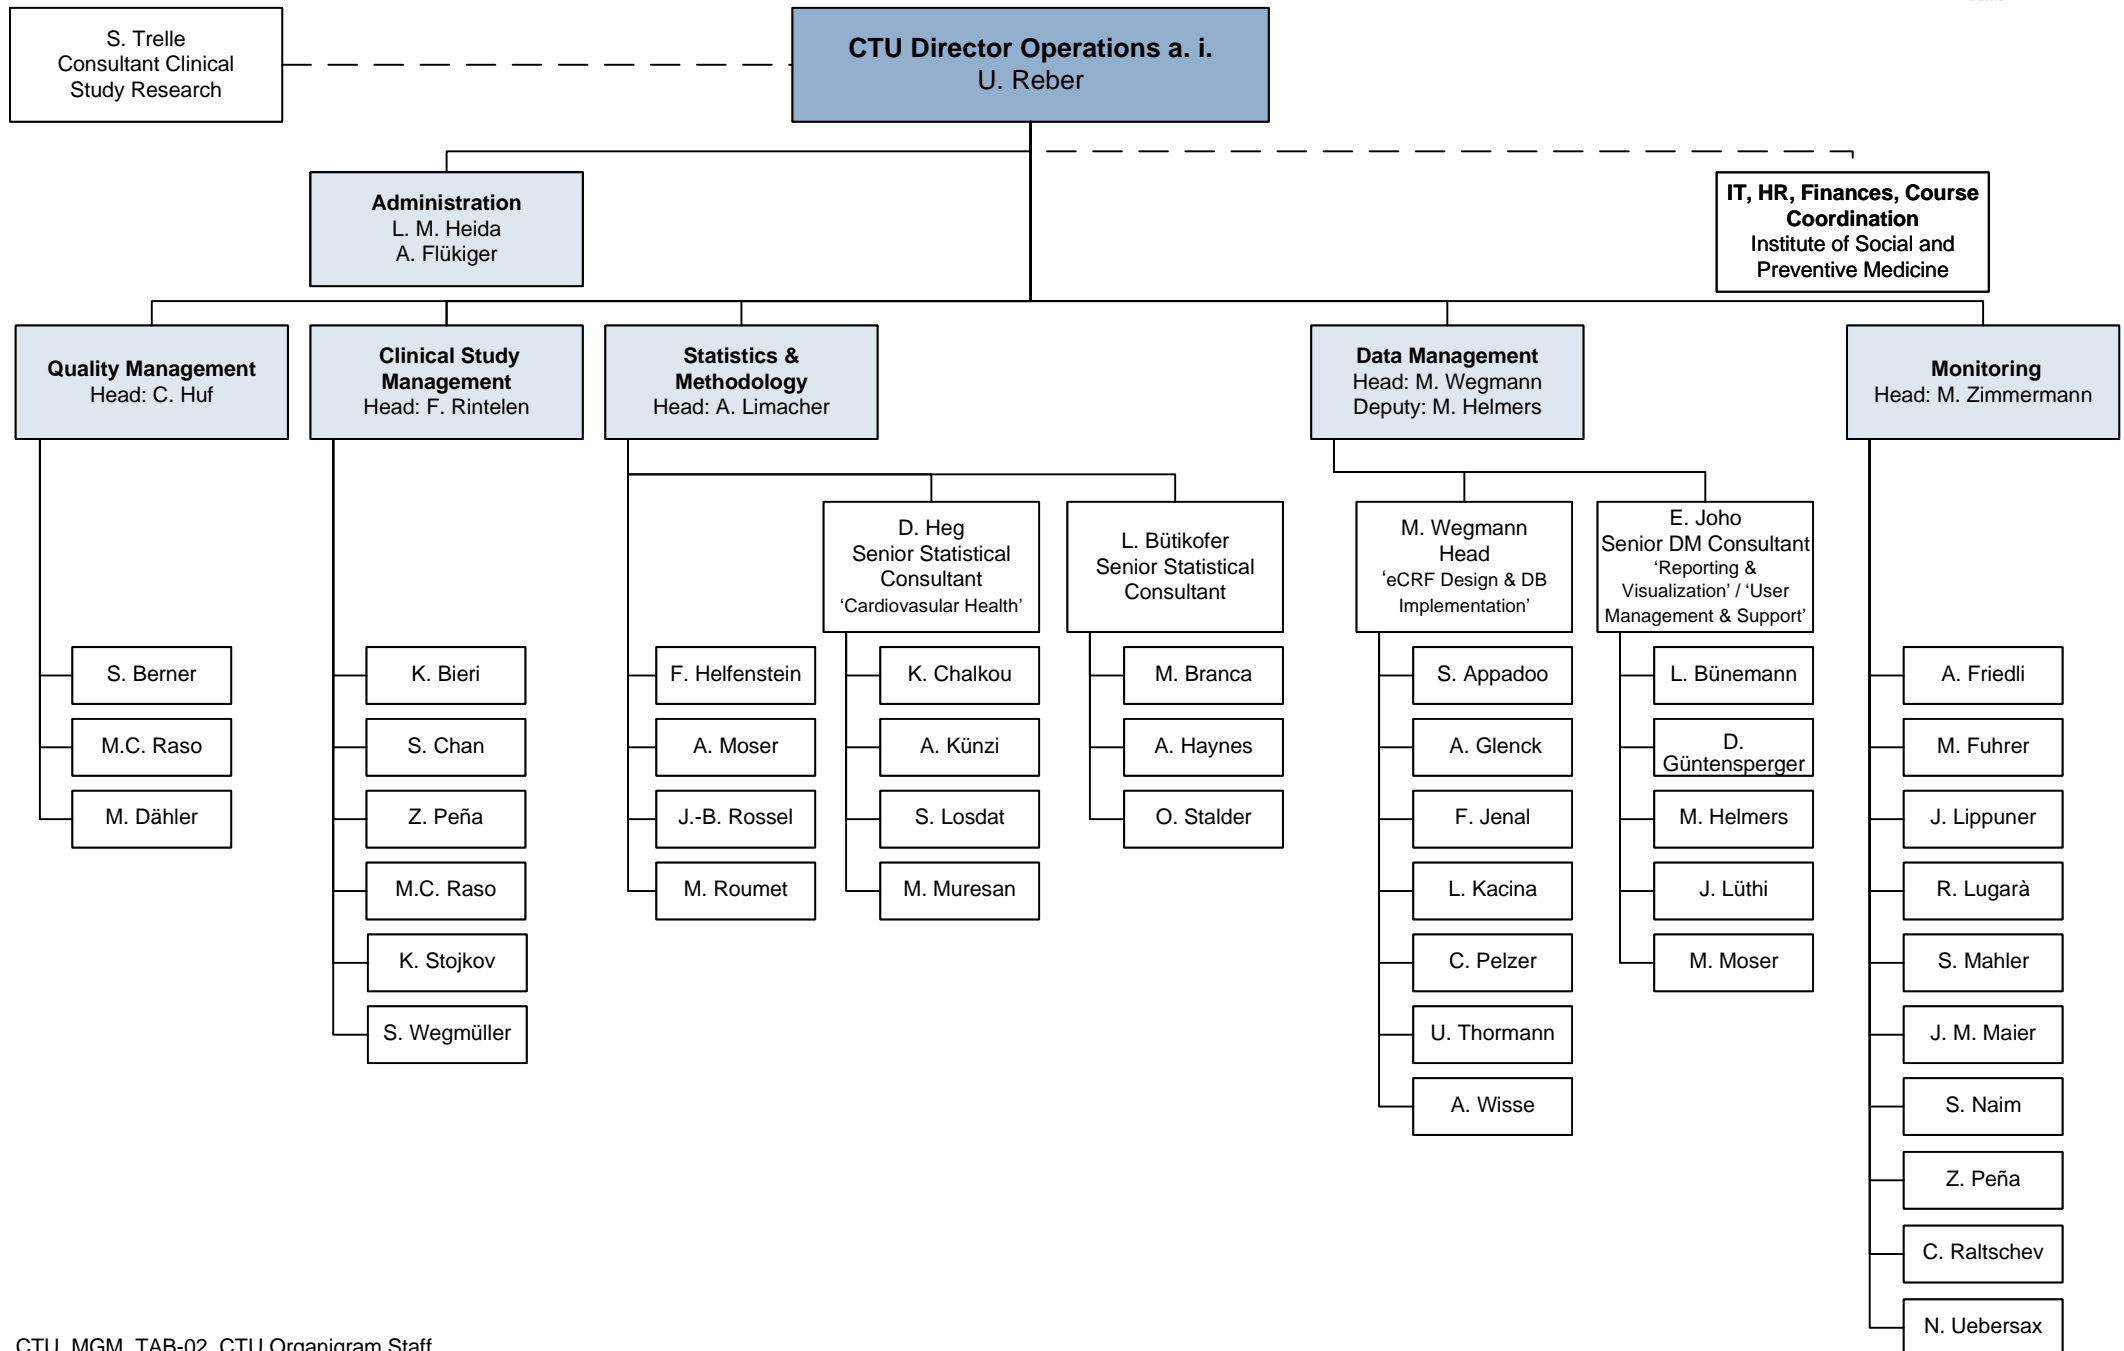 S. Trelle
Consultant Clinical
Study Research
CTU Director Operations a. i.
U. Reber
Administration
L. M. Heida
A. Flükiger
IT, HR, Finances, Course
Coordination
Institute of Social and
Preventive Medicine
Quality Management
Head: C. Huf
Clinical Study
Management
Head: F. Rintelen
Statistics &
Methodology
Head: A. Limacher
Data Management
Head: M. Wegmann
Deputy: M. Helmers
Monitoring
Head: M. Zimmermann
D. Heg
Senior Statistical
Consultant
‘Cardiovascular Health’
L. Bütikofer
Senior Statistical
Consultant
M. Wegmann
Head
‘eCRF Design & DB
Implementation’
E. Joho
Senior DM Consultant
‘Reporting &
Visualization’ / ‘User
Management & Support’
S. Berner
M.C. Raso
M. Dähler
K. Bieri
S. Chan
Z. Peña
M.C. Raso
K. Stojkov
S. Wegmüller
F. Helfenstein
A. Moser
J.-B. Rossel
M. Roumet
K. Chalkou
A. Künzi
S. Losdat
M. Muresan
M. Branca
A. Haynes
O. Stalder
S. Appadoo
A. Glenck
F. Jenal
L. Kacina
C. Pelzer
U. Thormann
A. Wisse
L. Bünemann
D.
Güntensperger
M. Helmers
J. Lüthi
M. Moser
A. Friedli
M. Fuhrer
J. Lippuner
R. Lugarà
S. Mahler
J. M. Maier
S. Naim
Z. Peña
C. Raltschev
N. Uebersax
CTU_MGM_TAB-02_CTU Organigram Staff